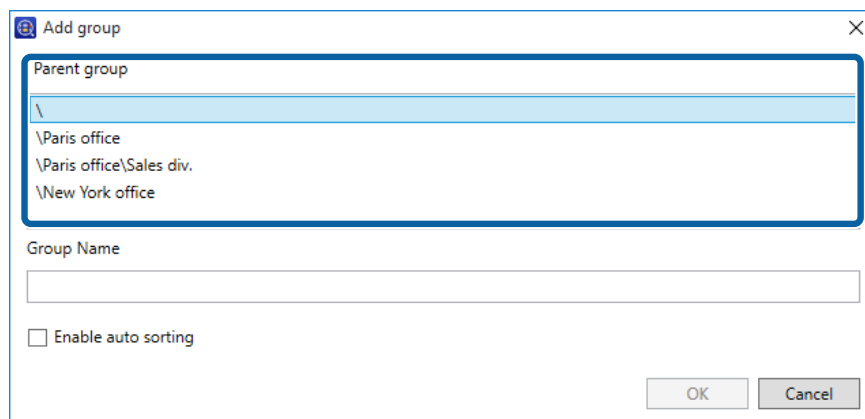 Add group
Parent group
\
\Paris office
\Paris office\Sales div.
\New York office
Group Name
Enable auto sorting
OK
Cancel